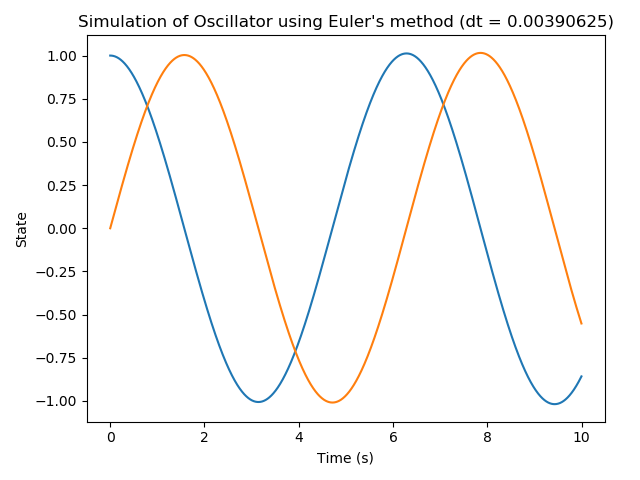 Simulation of Oscillator using Euler's method (dt = 0.00390625)
1.00
0.75
0.50
0.25
0.00
−0.25
−0.50
−0.75
−1.00
State
0 2 4 6 8 10
Time (s)